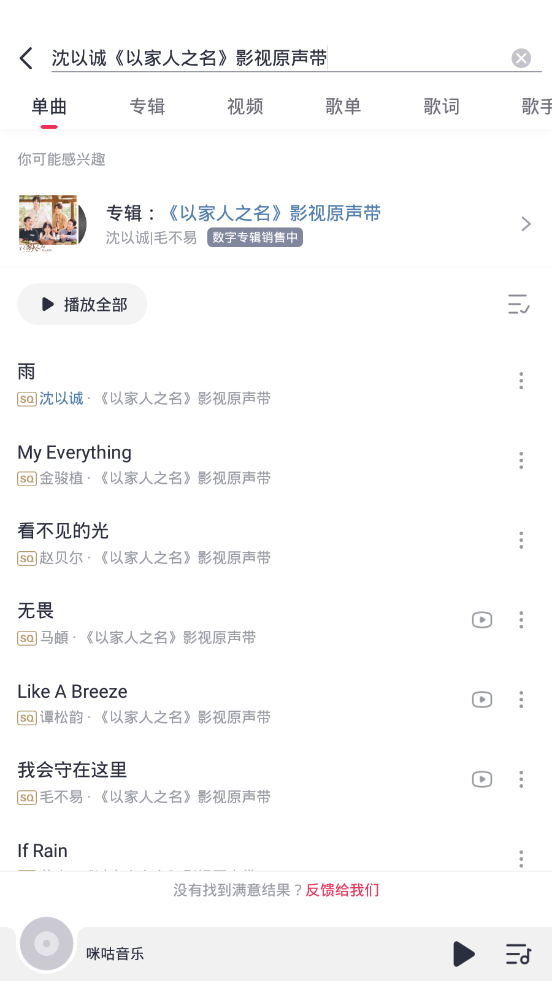 沈以诚《以家人之名》影视原声带
单曲 专辑 视频 歌单 歌词 歌手
你可能感兴趣
专辑：《以家人之名》影视原声带
沈以诚|毛不易 数字专辑销售中
播放全部
雨
SQ 沈以诚 · 《以家人之名》影视原声带
My Everything
SQ 金骏植 · 《以家人之名》影视原声带
看不见的光
SQ 赵贝尔 · 《以家人之名》影视原声带
无畏
SQ 马頔 · 《以家人之名》影视原声带
Like A Breeze
SQ 谭松韵 · 《以家人之名》影视原声带
我会守在这里
SQ 毛不易 · 《以家人之名》影视原声带
If Rain
没有找到满意结果？反馈给我们
咪咕音乐